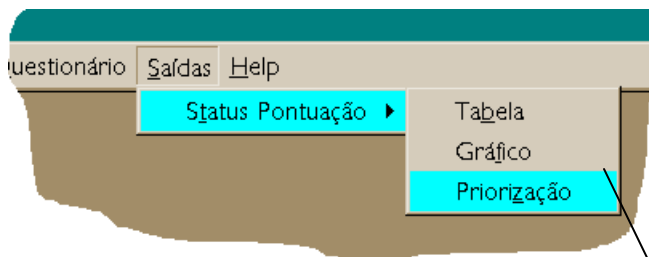 uestionário Saídas Help
Status Pontuação
Tabela
Gráfico
Priorização